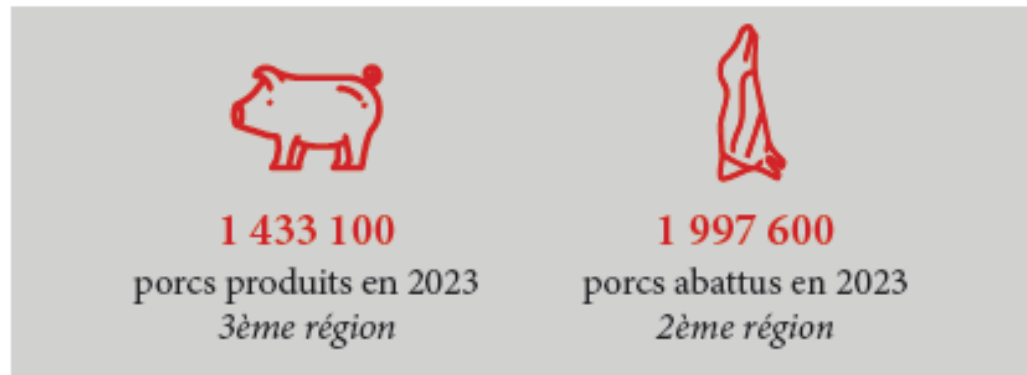 1 433 100
porcs produits en 2023
3ème région
1 997 600
porcs abattus en 2023
2ème région